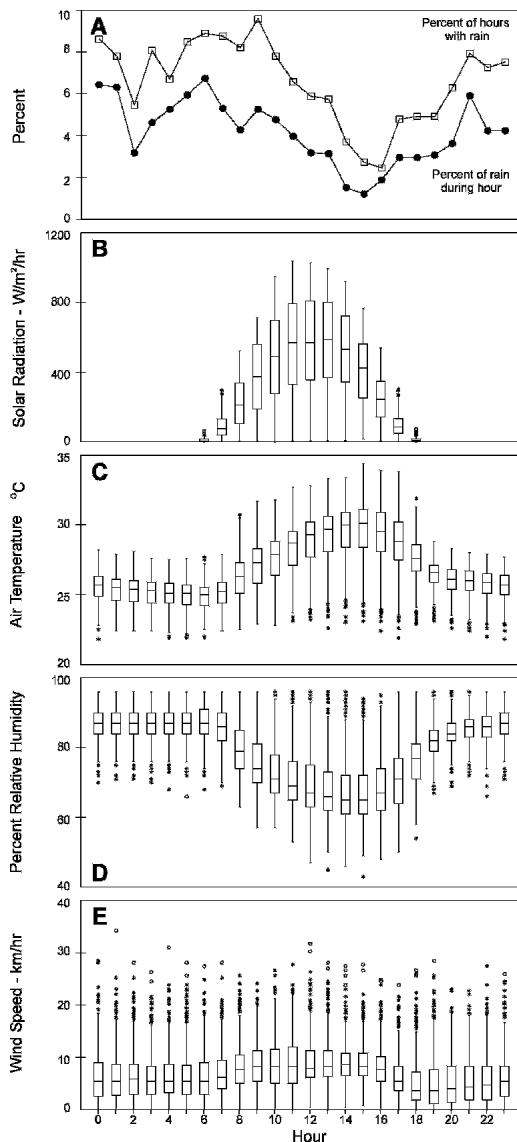 A
Percent of hours
with rain
10
8
6
4
2
0
Percent
Percent of rain
during hour
B
1200
800
400
0
Solar Radiation - W/m²/hr
C
35
30
25
20
Air Temperature °C
100
80
60
40
Percent Relative Humidity
D
E
40
30
20
10
0
Wind Speed - km/hr
0 2 4 6 8 10 12 14 16 18 20 22
Hour